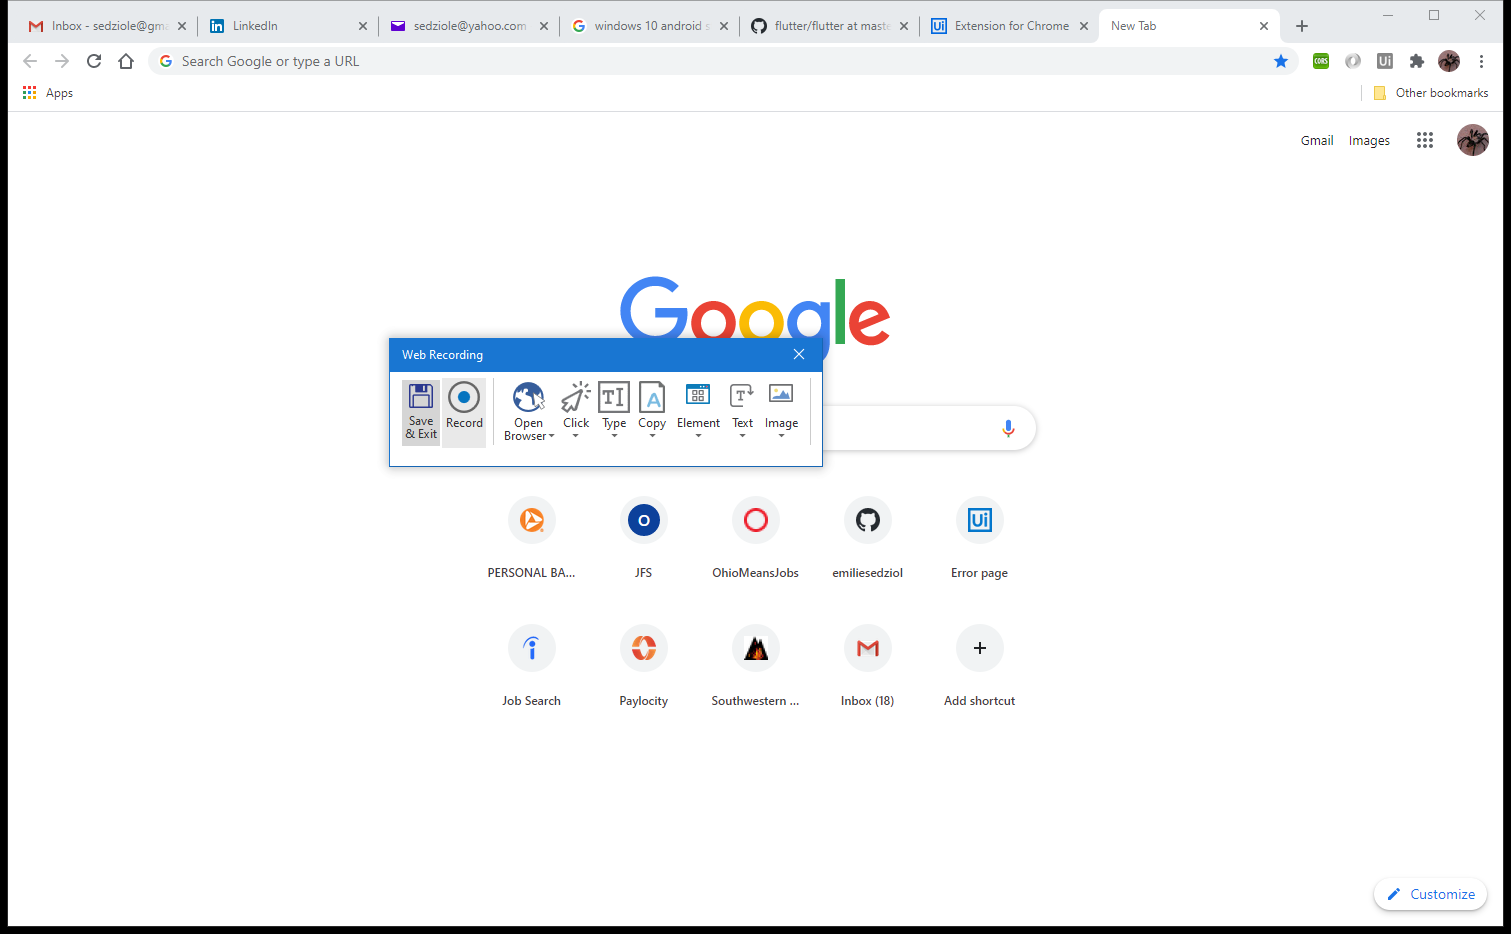 Inbox - sedziole@gma
LinkedIn
sedziole@yahoo.com
windows 10 android s
flutter/flutter at maste
Extension for Chrome
New Tab
Search Google or type a URL
CORS
Ui
Apps
Other bookmarks
Gmail
Images
Google
Web Recording
Save & Exit
Record
Open Browser
Click
Type
Copy
Element
Text
Image
PERSONAL BA...
JFS
OhioMeansJobs
emiliesedziol
Error page
Job Search
Paylocity
Southwestern ...
Inbox (18)
Add shortcut
Customize